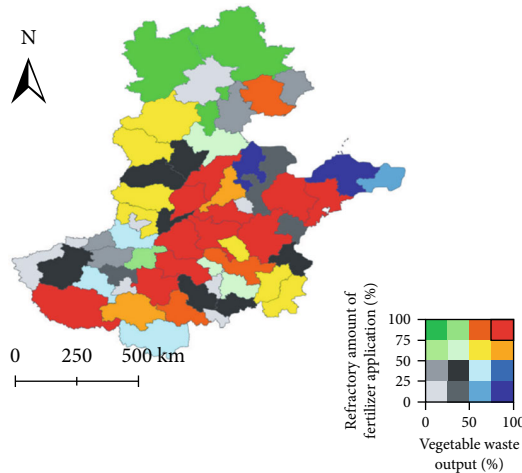 N
0 250 500 km
Refractory amount of
fertilizer application (%)
100
75
50
25
0
0 50 100
Vegetable waste
output (%)